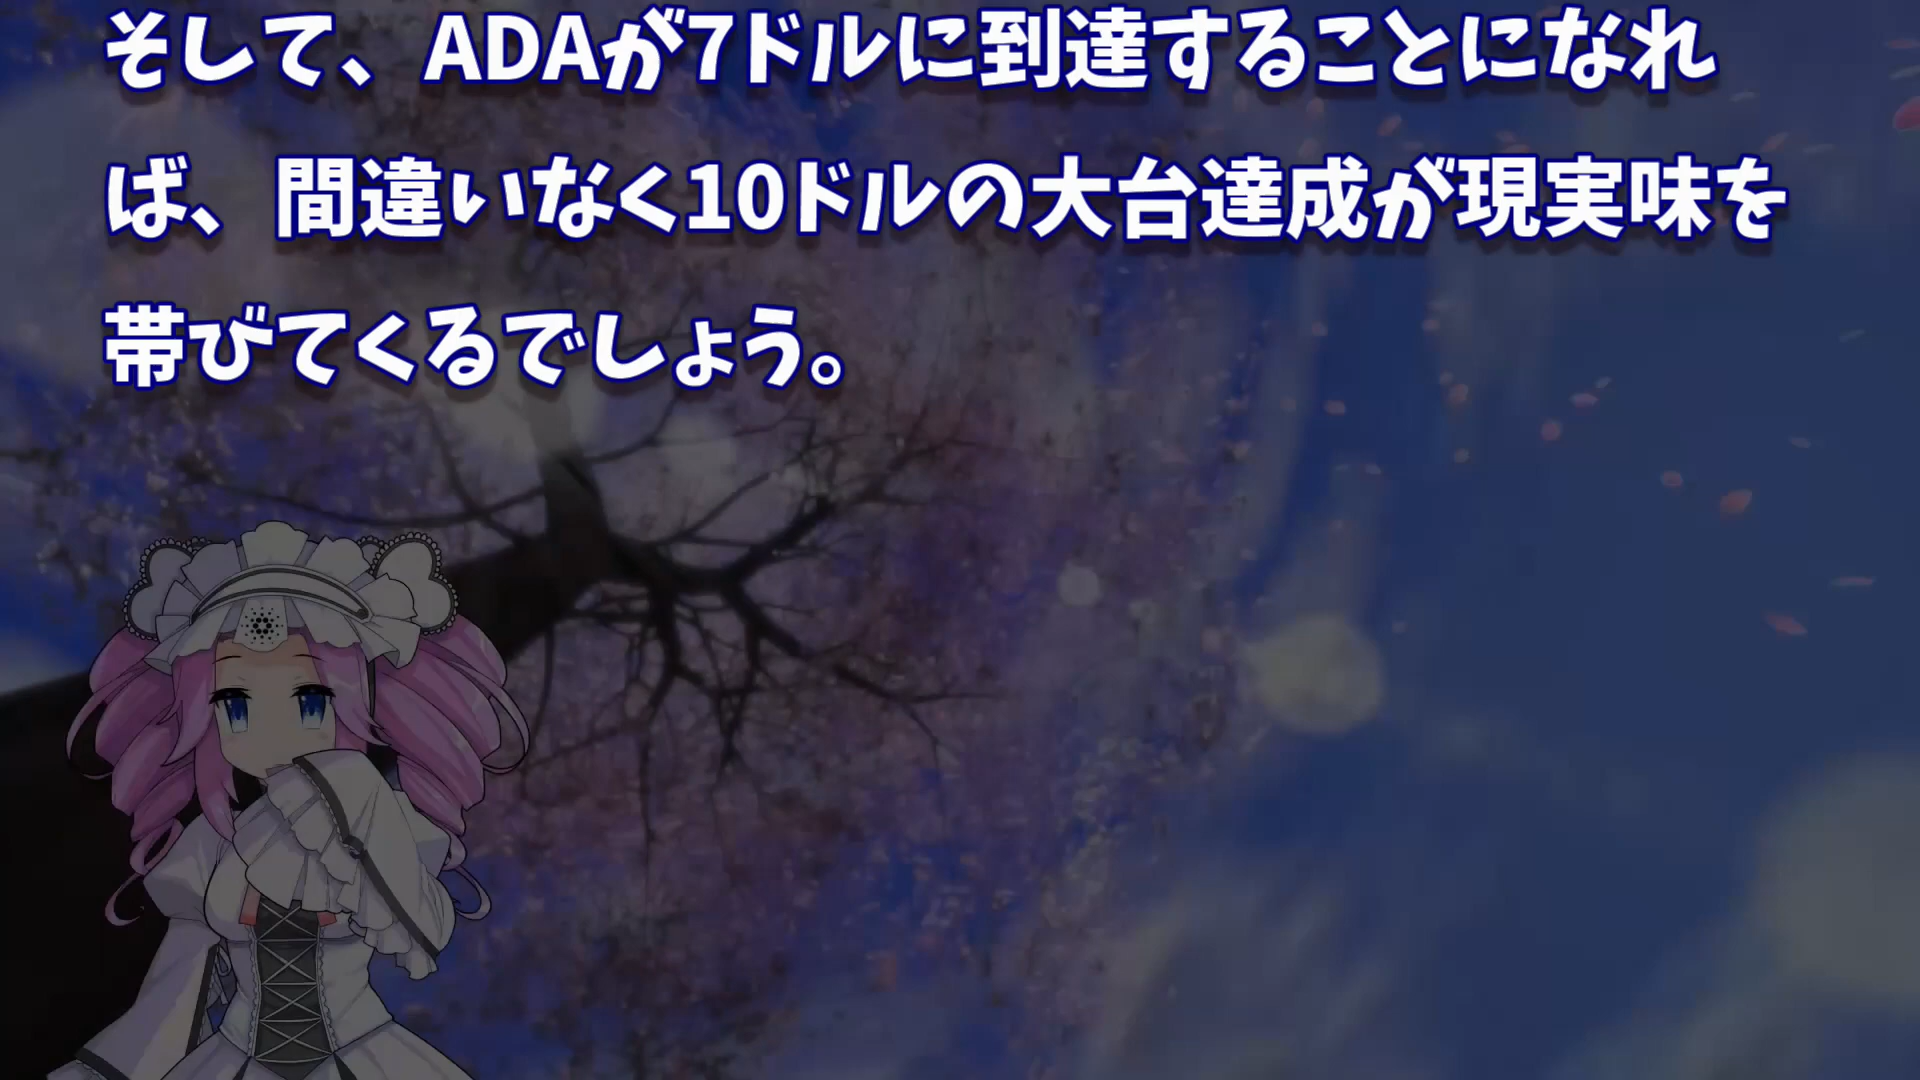 そして、ADAが7ドルに到達することになれ
ば、間違いなく10ドルの大台達成が現実味を
帯びてくるでしょう。